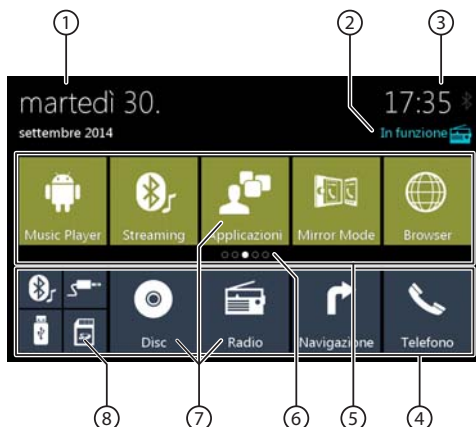 1 2 3
martedì 30. 17:35
settembre 2014 In funzione
Music Player Streaming Applicazioni Mirror Mode Browser
Disc Radio Navigazione Telefono
8 7 6 5 4